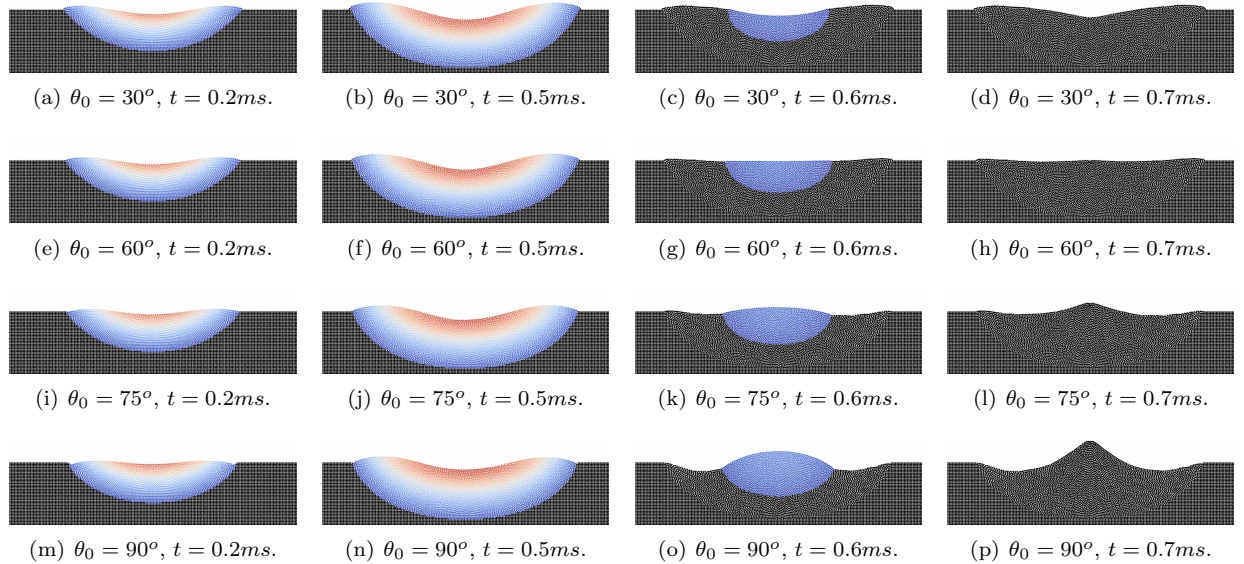 (a) θ₀ = 30ᵒ, t = 0.2ms. (b) θ₀ = 30ᵒ, t = 0.5ms. (c) θ₀ = 30ᵒ, t = 0.6ms. (d) θ₀ = 30ᵒ, t = 0.7ms.
(e) θ₀ = 60ᵒ, t = 0.2ms. (f) θ₀ = 60ᵒ, t = 0.5ms. (g) θ₀ = 60ᵒ, t = 0.6ms. (h) θ₀ = 60ᵒ, t = 0.7ms.
(i) θ₀ = 75ᵒ, t = 0.2ms. (j) θ₀ = 75ᵒ, t = 0.5ms. (k) θ₀ = 75ᵒ, t = 0.6ms. (l) θ₀ = 75ᵒ, t = 0.7ms.
(m) θ₀ = 90ᵒ, t = 0.2ms. (n) θ₀ = 90ᵒ, t = 0.5ms. (o) θ₀ = 90ᵒ, t = 0.6ms. (p) θ₀ = 90ᵒ, t = 0.7ms.